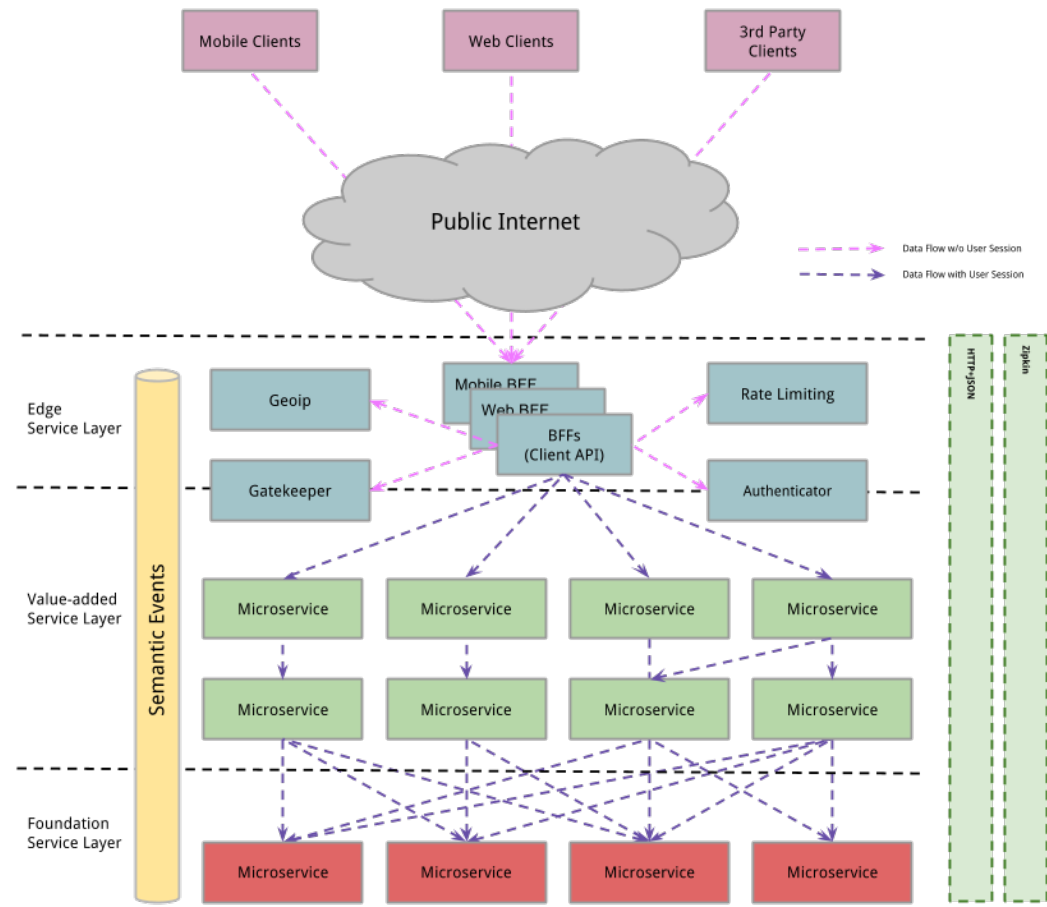 Mobile Clients
Web Clients
3rd Party
Clients
Public Internet
Data Flow w/o User Session
Data Flow with User Session
HTTP+JSON
Zipkin
Edge
Service Layer
Geoip
Mobile BFF
Web BFF
BFFs
(Client API)
Rate Limiting
Gatekeeper
Authenticator
Semantic Events
Value-added
Service Layer
Microservice
Microservice
Microservice
Microservice
Microservice
Microservice
Microservice
Microservice
Foundation
Service Layer
Microservice
Microservice
Microservice
Microservice